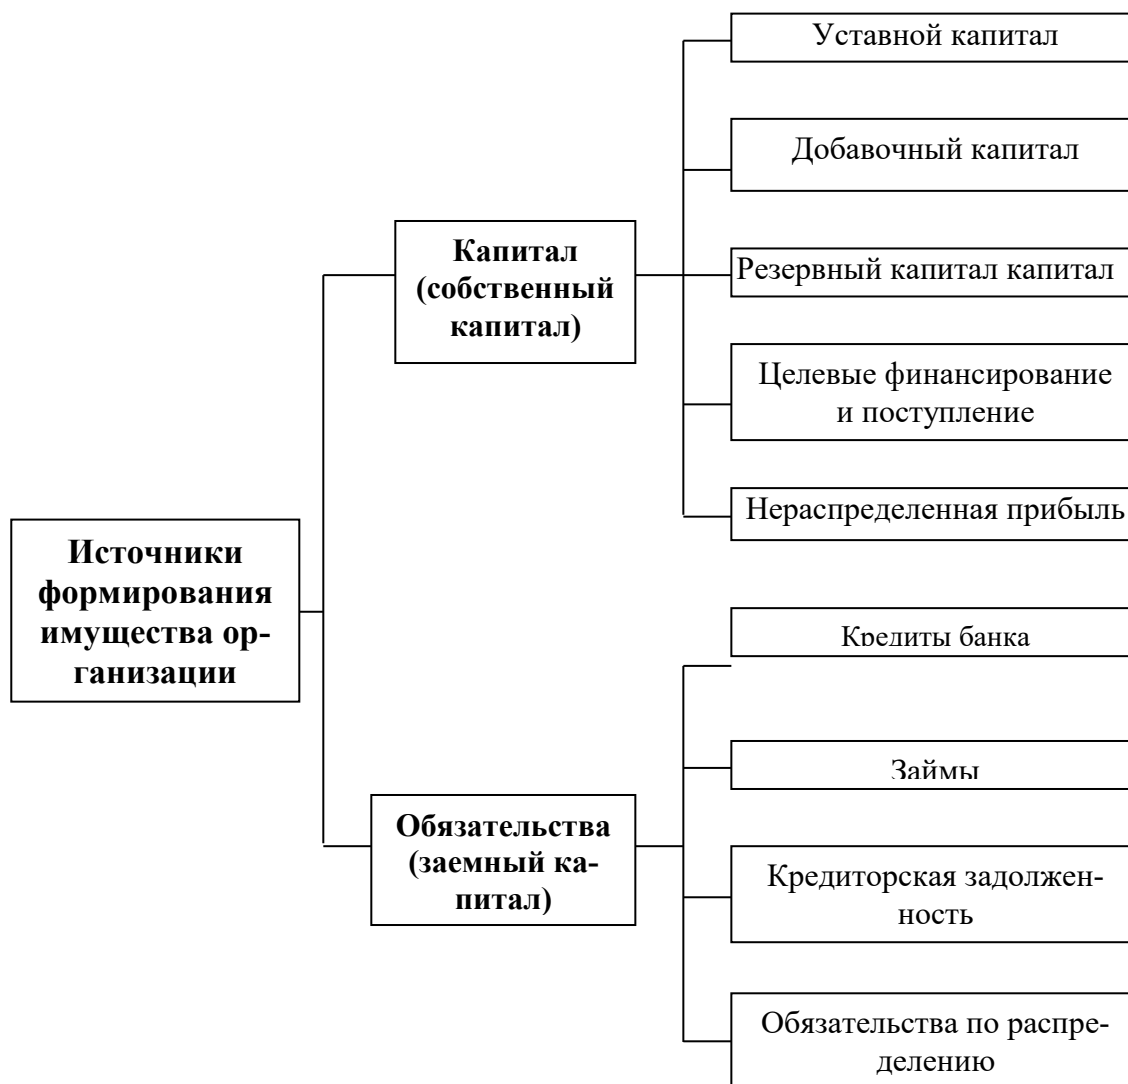 Уставной капитал
Добавочный капитал
Капитал
(собственный
капитал)
Резервный капитал капитал
Целевые финансирование
и поступление
Нераспределенная прибыль
Источники
формирования
имущества ор-
ганизации
Кредиты банка
Займы
Обязательства
(заемный ка-
питал)
Кредиторская задолжен-
ность
Обязательства по распре-
делению